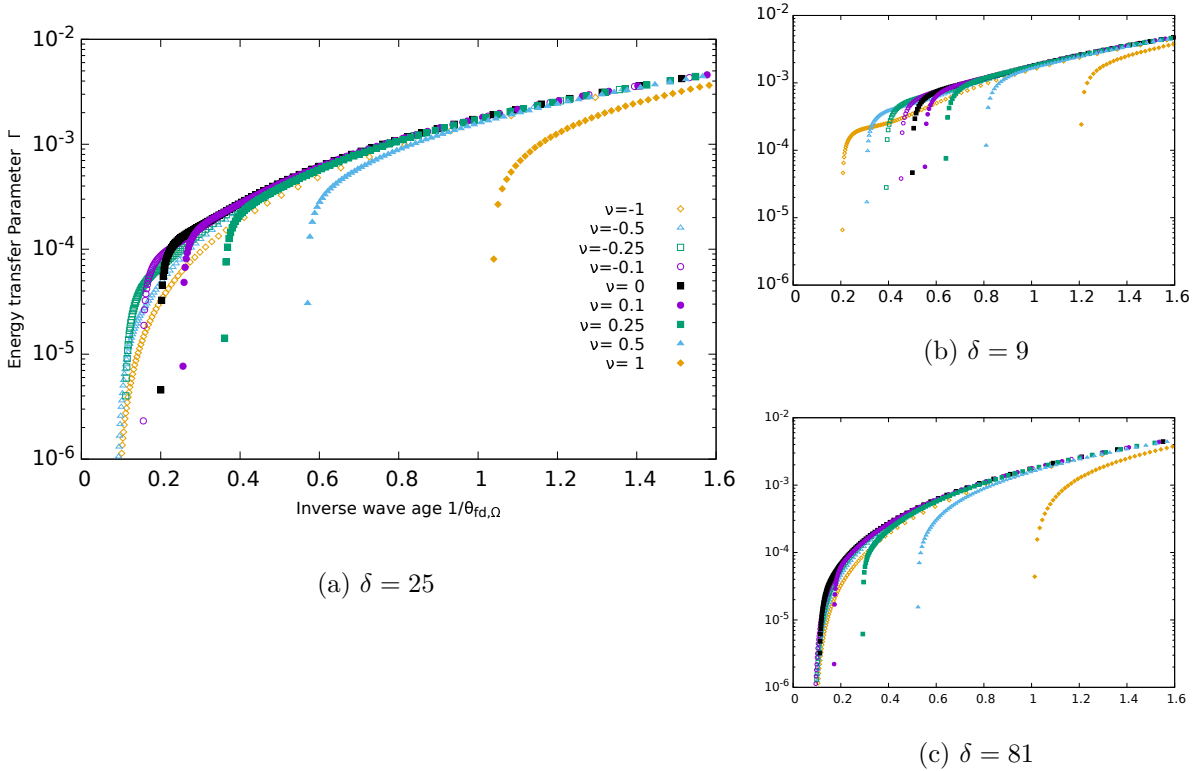 10⁻²
10⁻³
10⁻⁴
10⁻⁵
10⁻⁶
Energy transfer Parameter Γ
ν=-1
ν=-0.5
ν=-0.25
ν=-0.1
ν= 0
ν= 0.1
ν= 0.25
ν= 0.5
ν= 1
0 0.2 0.4 0.6 0.8 1 1.2 1.4 1.6
Inverse wave age 1/θfd,Ω
(a) δ = 25
10⁻²
10⁻³
10⁻⁴
10⁻⁵
10⁻⁶
0 0.2 0.4 0.6 0.8 1 1.2 1.4 1.6
(b) δ = 9
10⁻²
10⁻³
10⁻⁴
10⁻⁵
10⁻⁶
0 0.2 0.4 0.6 0.8 1 1.2 1.4 1.6
(c) δ = 81